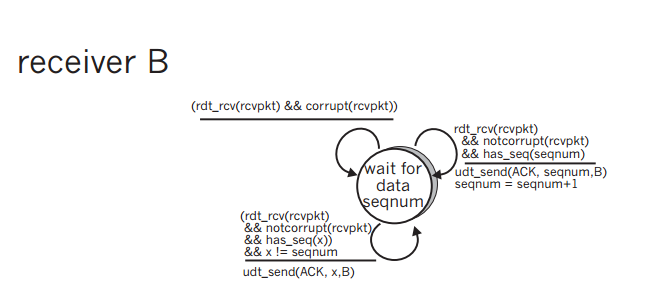 receiver B
(rdt_rcv(rcvpkt) && corrupt(rcvpkt))
rdt_rcv(rcvpkt)
&& notcorrupt(rcvpkt)
&& has_seq(seqnum)
udt_send(ACK, seqnum,B)
seqnum = seqnum+1
wait for
data
seqnum
(rdt_rcv(rcvpkt)
&& notcorrupt(rcvpkt)
&& has_seq(x))
&& x != seqnum
udt_send(ACK, x,B)